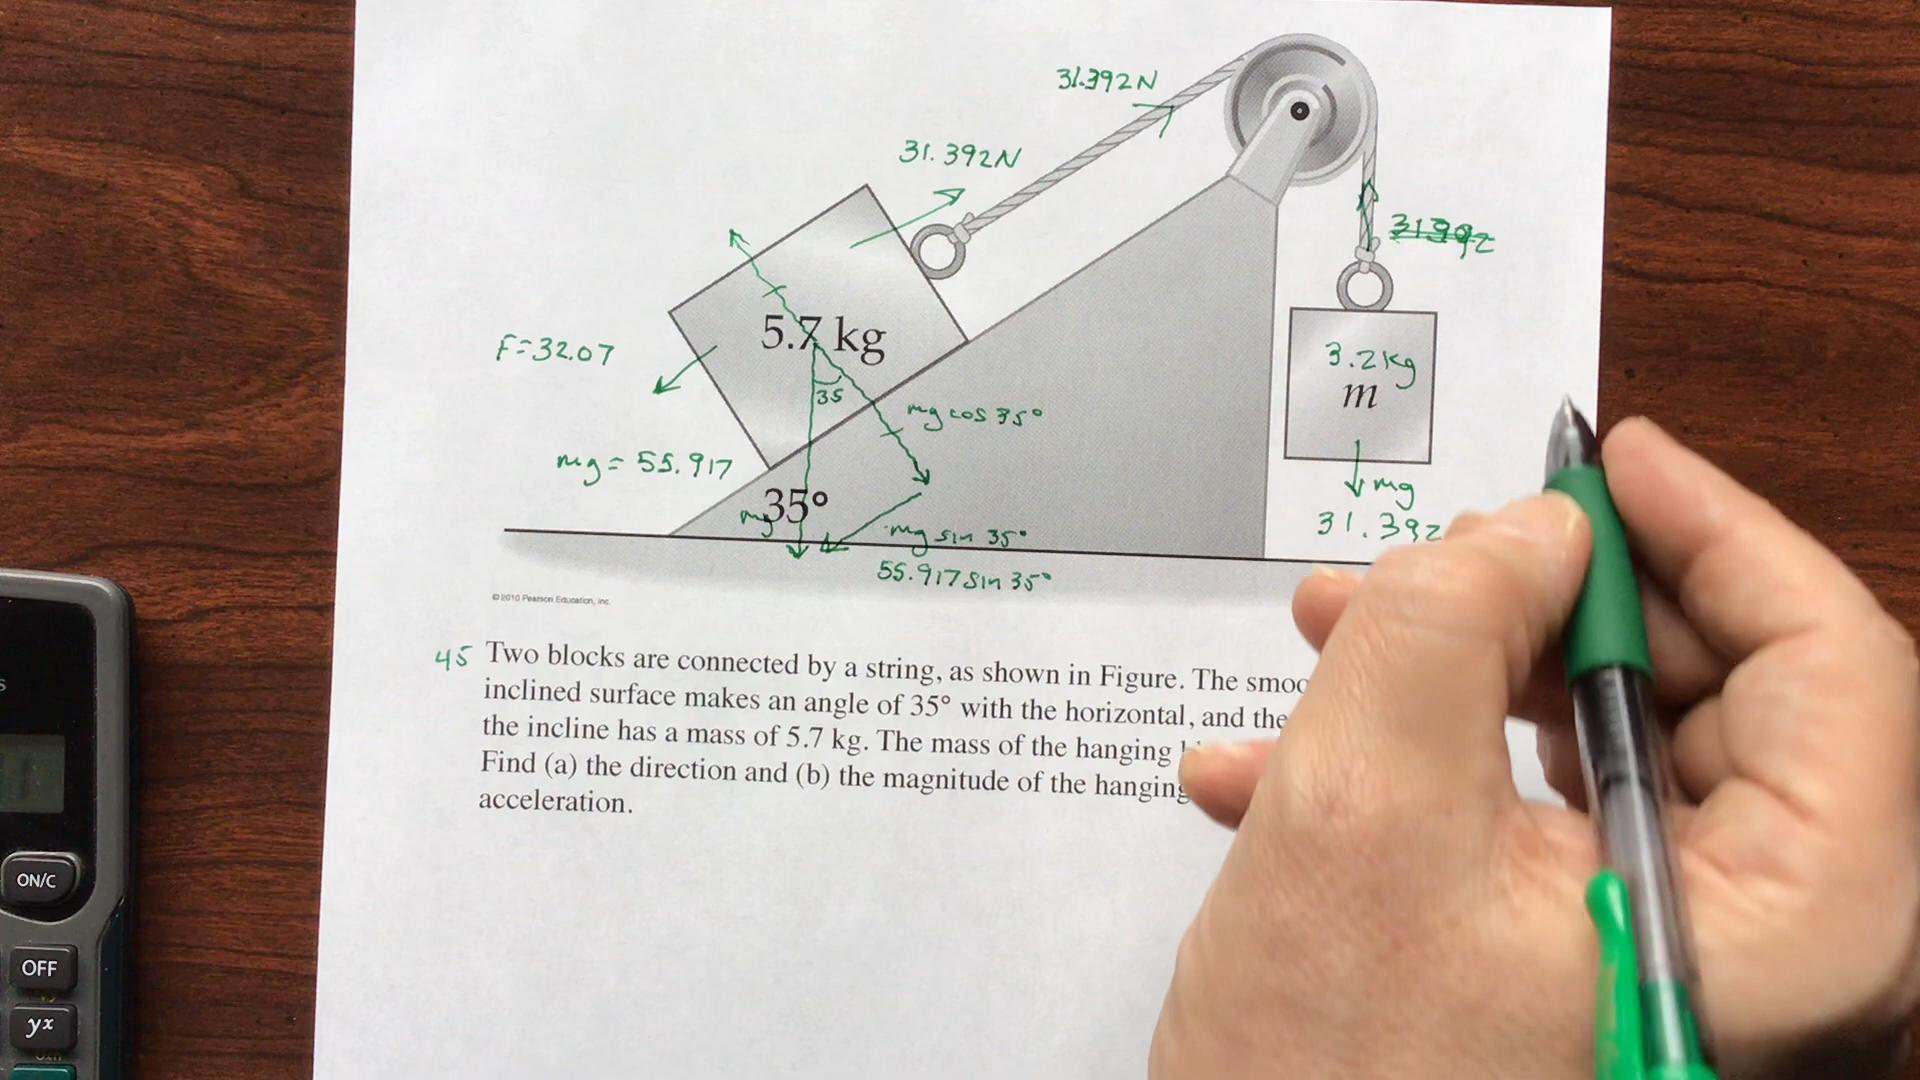 31.392N
31.392N
31392
5.7 kg
F=32.07
3.2kg
m
35
mg cos 35°
mg = 55.917
35°
mg
mg
mg sin 35°
31.392
55.917 sin 35°
©2010 Pearson Education, Inc.
45 Two blocks are connected by a string, as shown in Figure. The
inclined surface makes an angle of 35° with the horizontal, and the
the incline has a mass of 5.7 kg. The mass of the hanging
Find (a) the direction and (b) the magnitude of the hanging
acceleration.
ON/C
OFF
yx